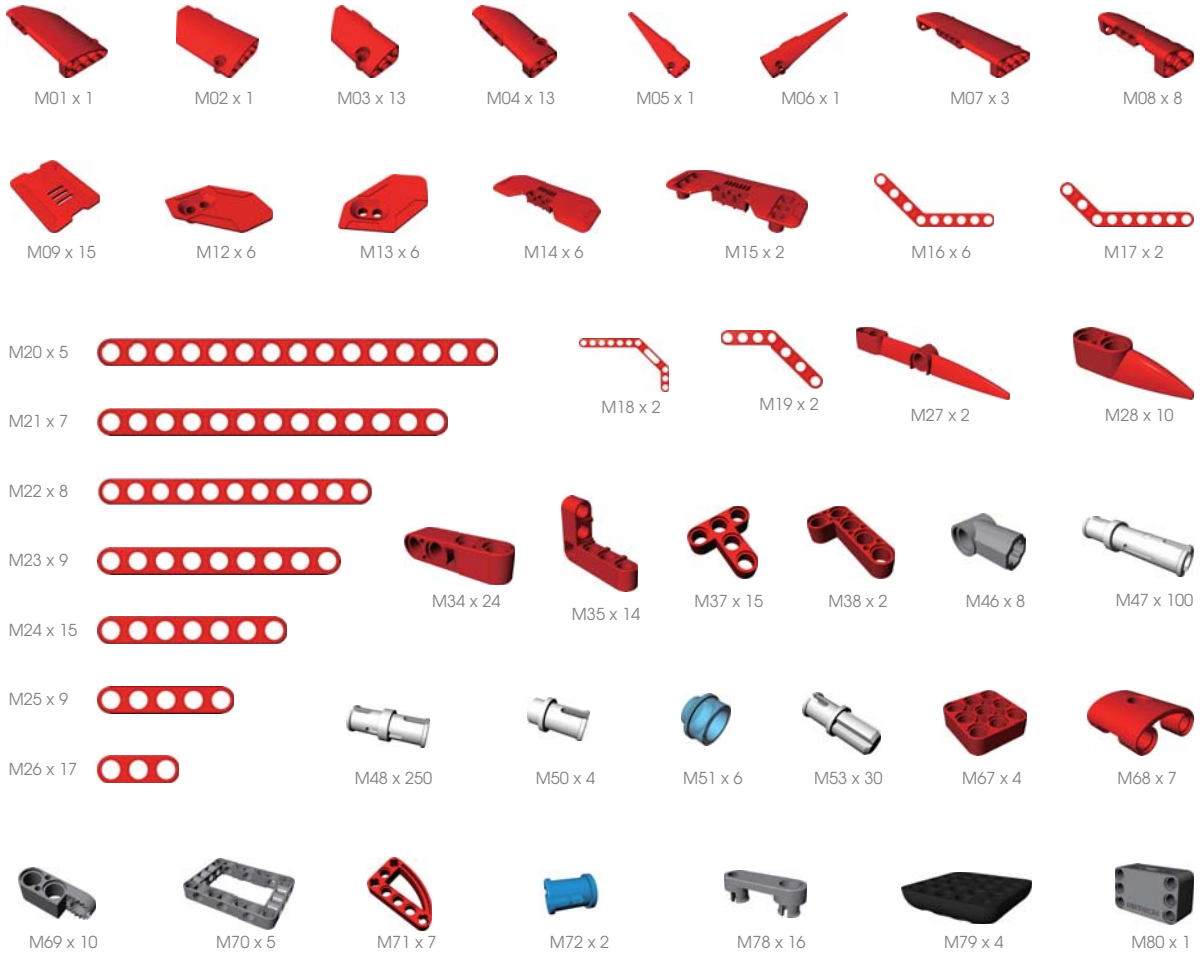 M01 x 1 M02 x 1 M03 x 13 M04 x 13 M05 x 1 M06 x 1 M07 x 3 M08 x 8
M09 x 15 M12 x 6 M13 x 6 M14 x 6 M15 x 2 M16 x 6 M17 x 2
M20 x 5
M18 x 2 M19 x 2 M27 x 2 M28 x 10
M21 x 7
M22 x 8
M23 x 9
M34 x 24 M35 x 14 M37 x 15 M38 x 2 M46 x 8 M47 x 100
M24 x 15
M25 x 9
M26 x 17
M48 x 250 M50 x 4 M51 x 6 M53 x 30 M67 x 4 M68 x 7
M69 x 10 M70 x 5 M71 x 7 M72 x 2 M78 x 16 M79 x 4 M80 x 1